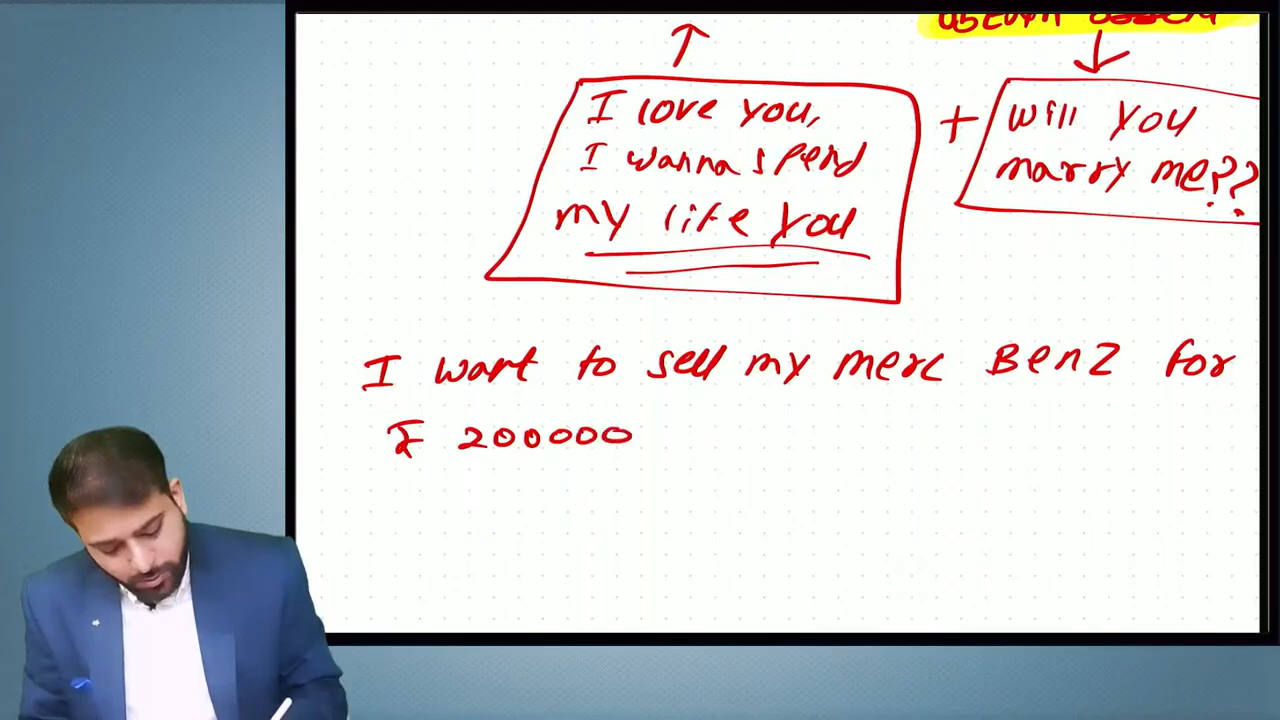 I love you,
I wanna spend
my life you
+ will you
marry me??
I want to sell my merc Benz for
₹ 200000